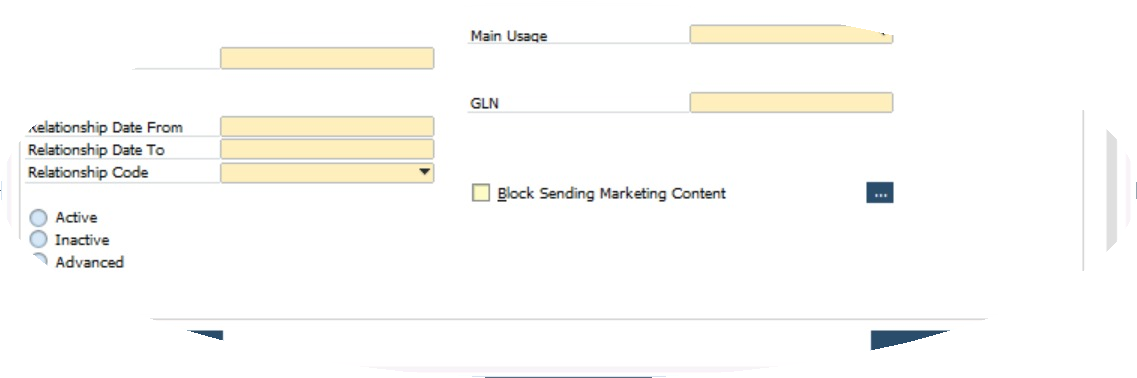 Main Usage
GLN
Relationship Date From
Relationship Date To
Relationship Code
Block Sending Marketing Content
...
Active
Inactive
Advanced